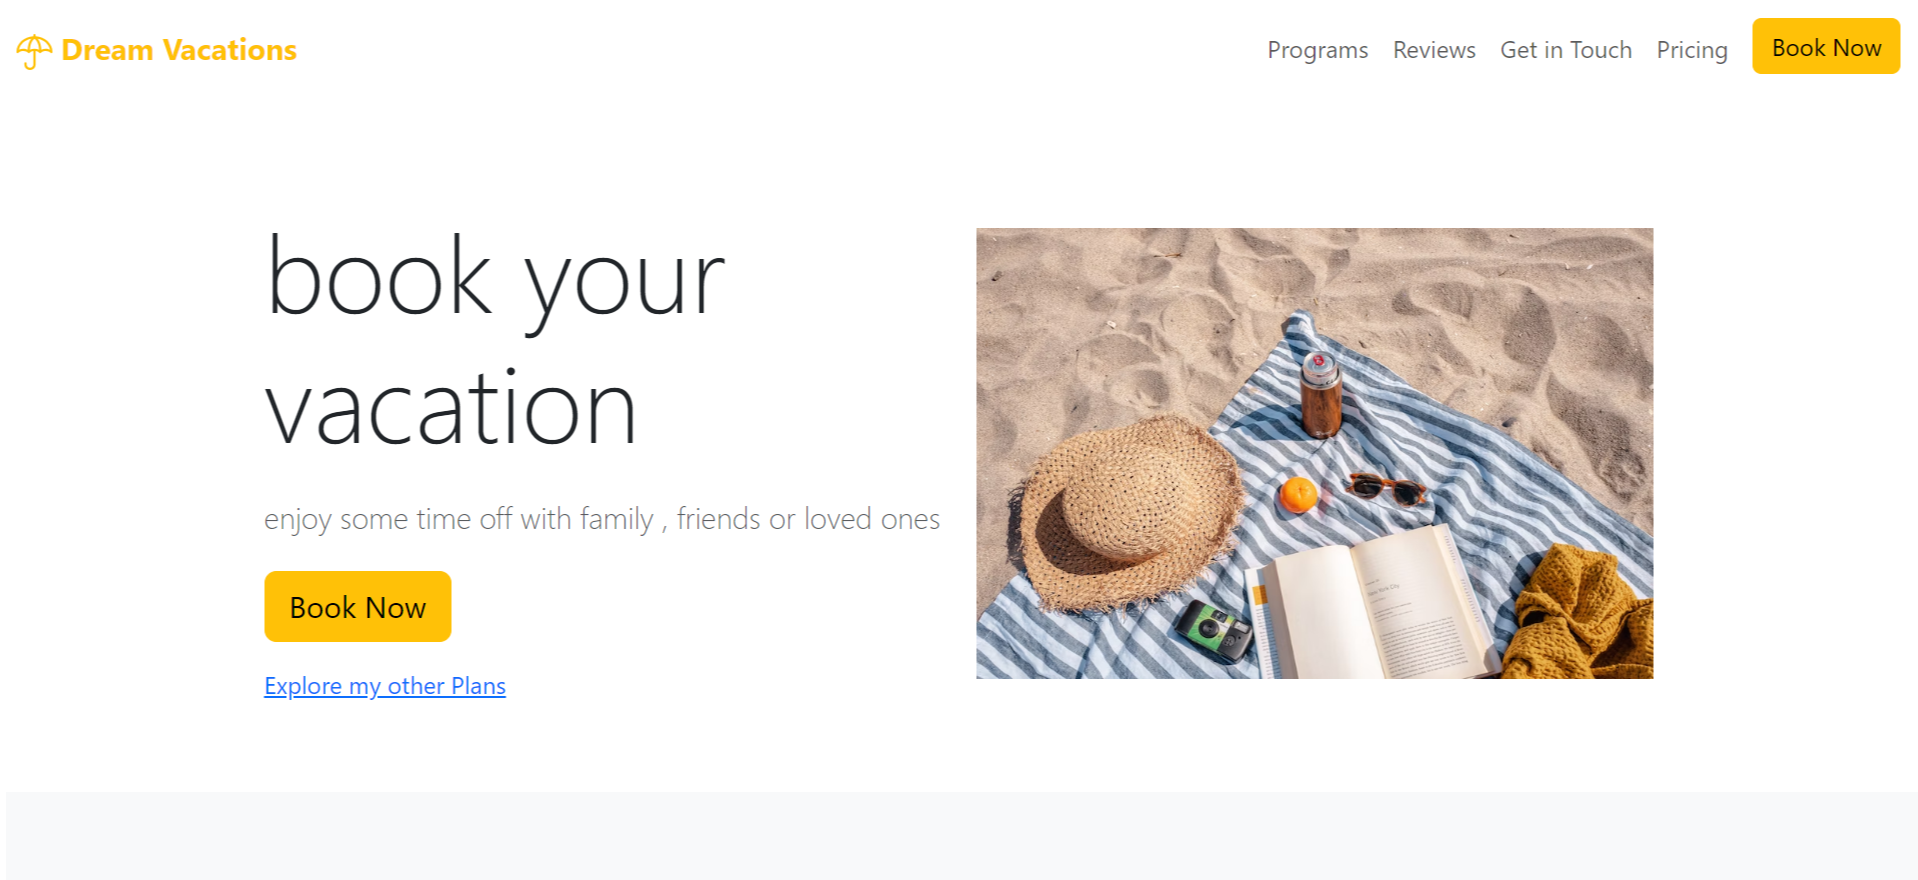 Dream Vacations
Programs Reviews Get in Touch Pricing Book Now
book your
vacation
enjoy some time off with family , friends or loved ones
Book Now
Explore my other Plans